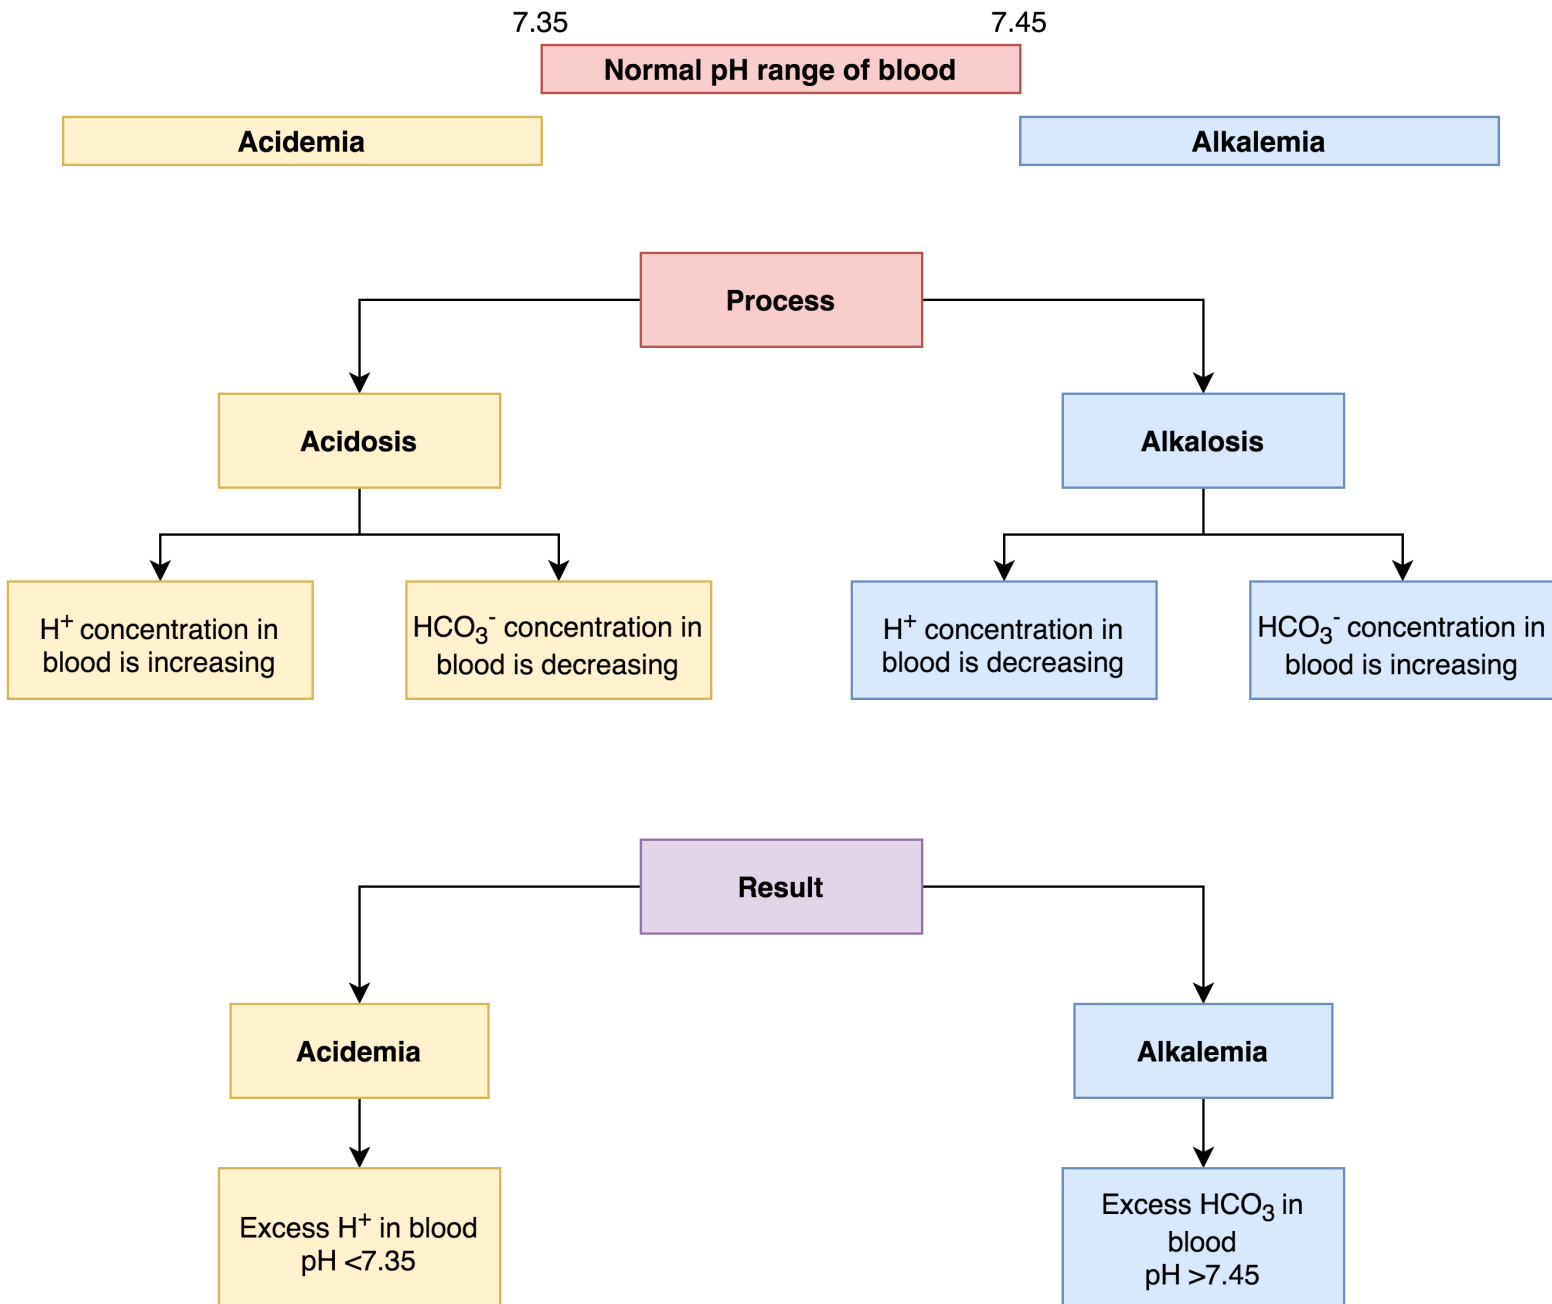 7.35 7.45
Normal pH range of blood
Acidemia Alkalemia
Process
Acidosis Alkalosis
H⁺ concentration in
blood is increasing
HCO₃⁻ concentration in
blood is decreasing
H⁺ concentration in
blood is decreasing
HCO₃⁻ concentration in
blood is increasing
Result
Acidemia Alkalemia
Excess H⁺ in blood
pH <7.35
Excess HCO₃ in
blood
pH >7.45